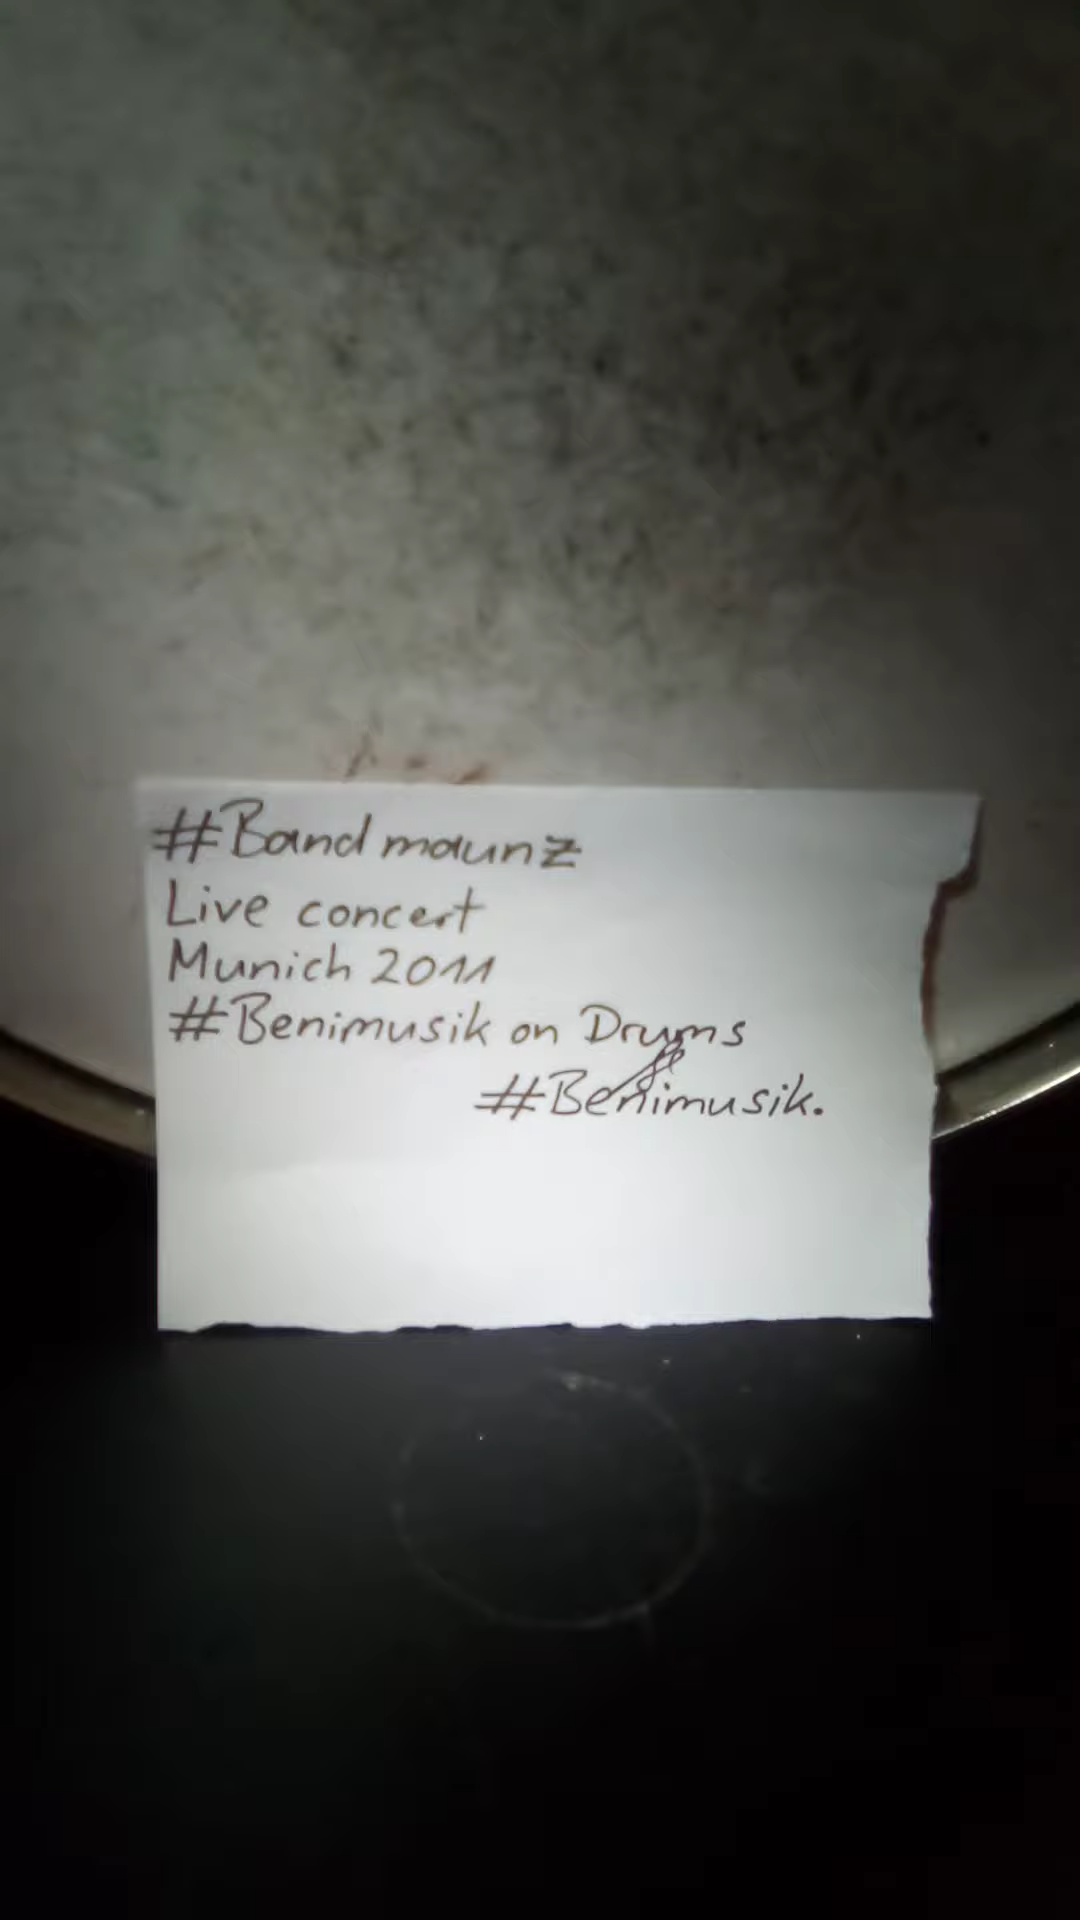 #Bandmaunz
Live concert
Munich 2011
#Benimusik on Drums
#Benimusik.